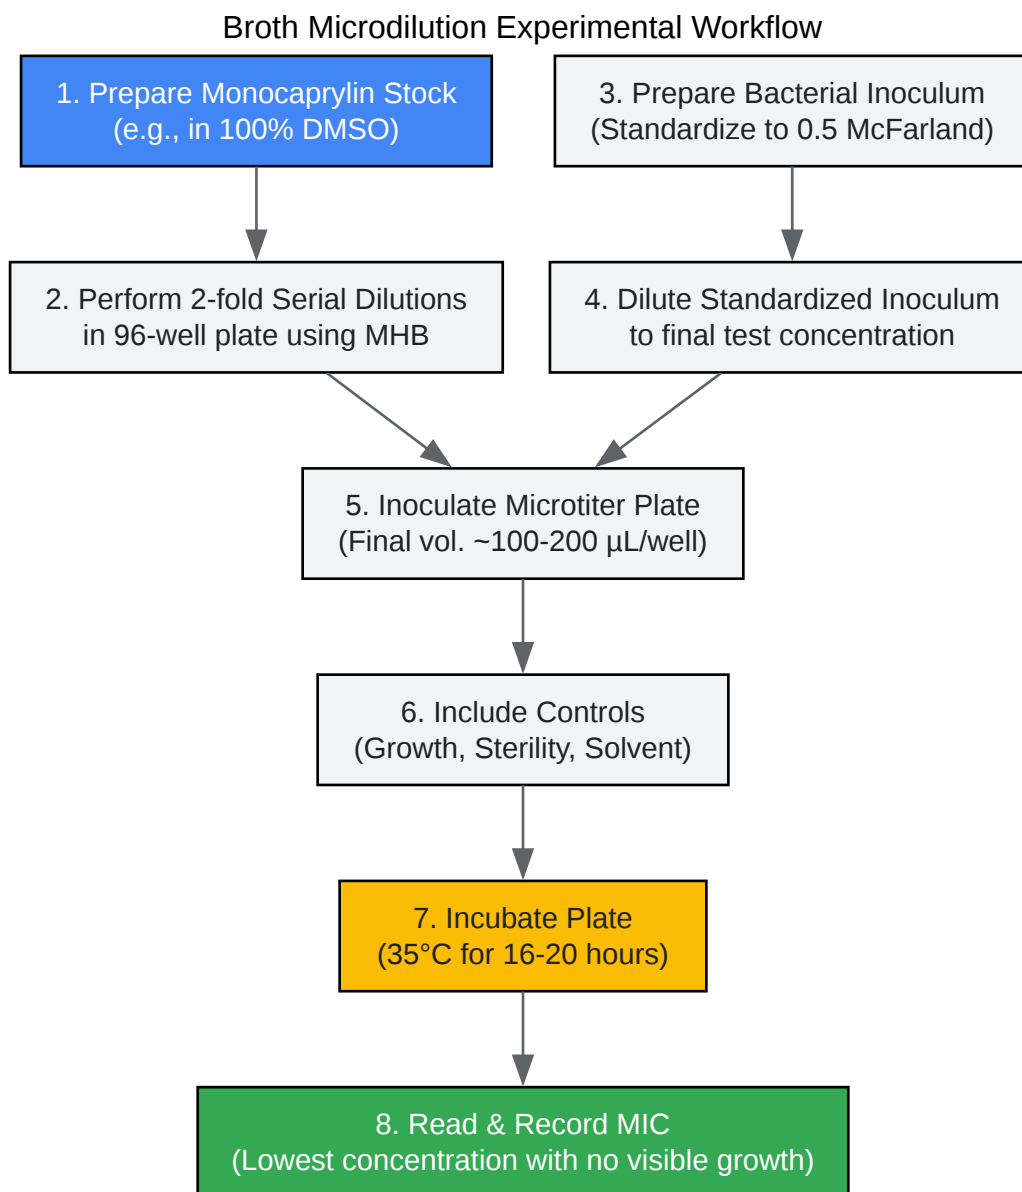 Broth Microdilution Experimental Workflow
1. Prepare Monocaprylin Stock
(e.g., in 100% DMSO)
3. Prepare Bacterial Inoculum
(Standardize to 0.5 McFarland)
2. Perform 2-fold Serial Dilutions
in 96-well plate using MHB
4. Dilute Standardized Inoculum
to final test concentration
5. Inoculate Microtiter Plate
(Final vol. ~100-200 µL/well)
6. Include Controls
(Growth, Sterility, Solvent)
7. Incubate Plate
(35°C for 16-20 hours)
8. Read & Record MIC
(Lowest concentration with no visible growth)